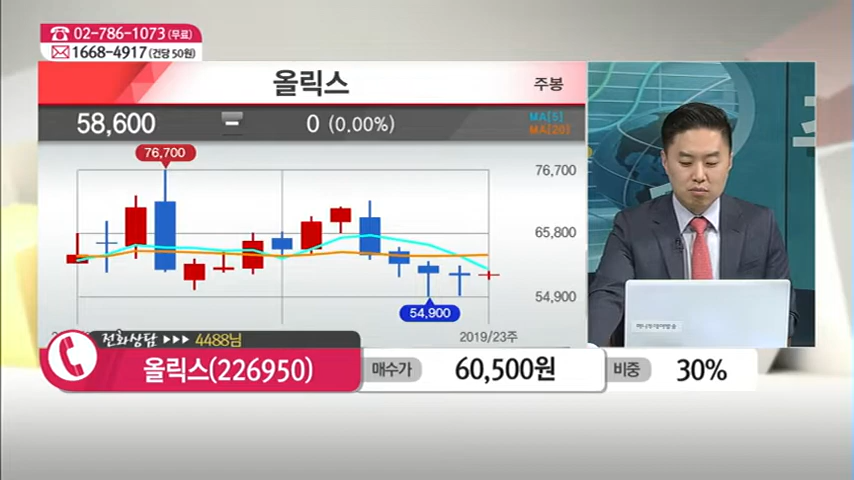 02-786-1073 (무료)
1668-4917 (건당 50원)
올릭스
주봉
58,600
0 (0.00%)
MA[5]
MA[20]
76,700
76,700
65,800
54,900
54,900
2019/23주
전화상담 ▶▶▶ 4488님
올릭스(226950)
매수가
60,500원
비중
30%